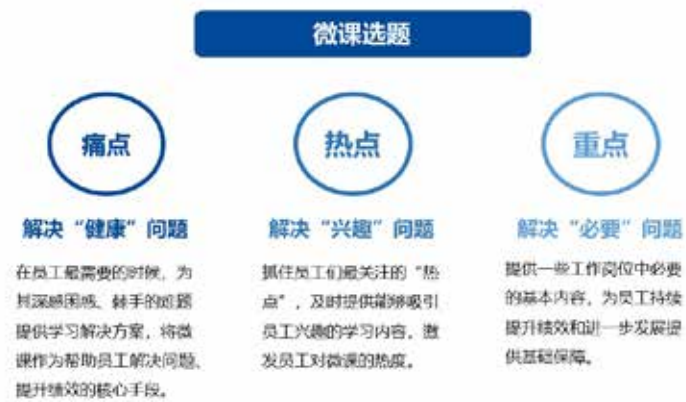 微课选题
痛点
解决“健康”问题
在员工最需要的时候，为
其深感困惑、棘手的难题
提供学习解决方案，将微
课作为帮助员工解决问题、
提升绩效的核心手段。
热点
解决“兴趣”问题
抓住员工们最关注的“热
点”，及时提供能够吸引
员工兴趣的学习内容，激
发员工对微课的热度。
重点
解决“必要”问题
提供一些工作岗位中必要
的基本内容，为员工持续
提升绩效和进一步发展提
供基础保障。